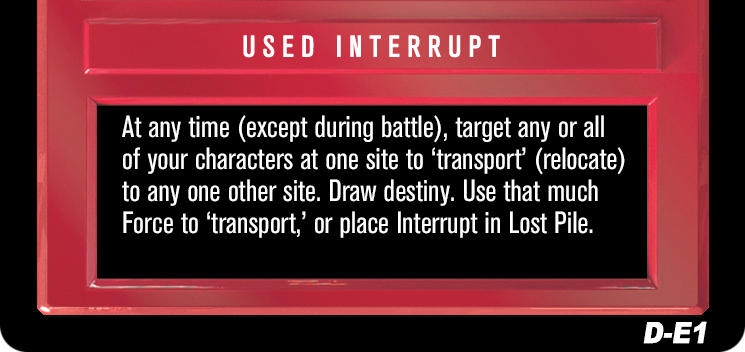 USED INTERRUPT
At any time (except during battle), target any or all
of your characters at one site to ‘transport’ (relocate)
to any one other site. Draw destiny. Use that much
Force to ‘transport,’ or place Interrupt in Lost Pile.
D-E1